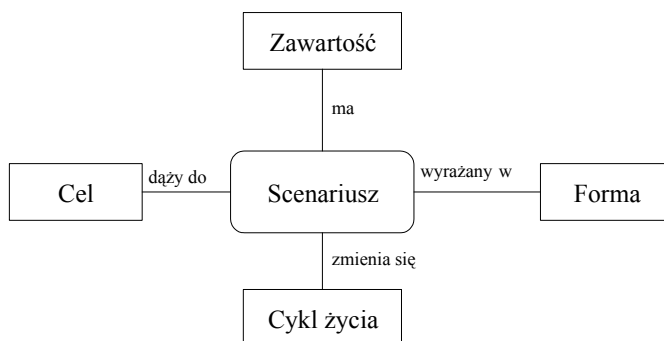 Zawartość
ma
Cel
dąży do
Scenariusz
wyrażany w
Forma
zmienia się
Cykl życia